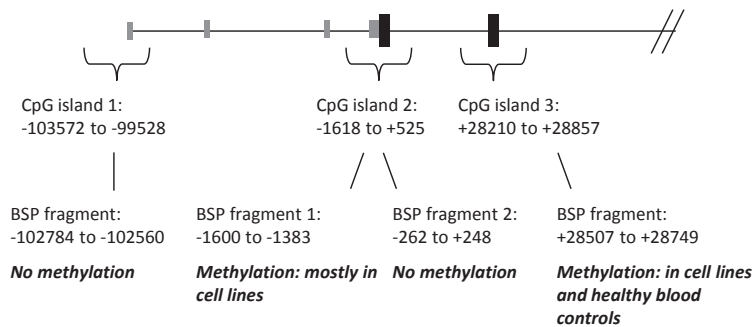 CpG island 1:
-103572 to -99528
CpG island 2:
-1618 to +525
CpG island 3:
+28210 to +28857
BSP fragment:
-102784 to -102560
No methylation
BSP fragment 1:
-1600 to -1383
Methylation: mostly in
cell lines
BSP fragment 2:
-262 to +248
No methylation
BSP fragment:
+28507 to +28749
Methylation: in cell lines
and healthy blood
controls